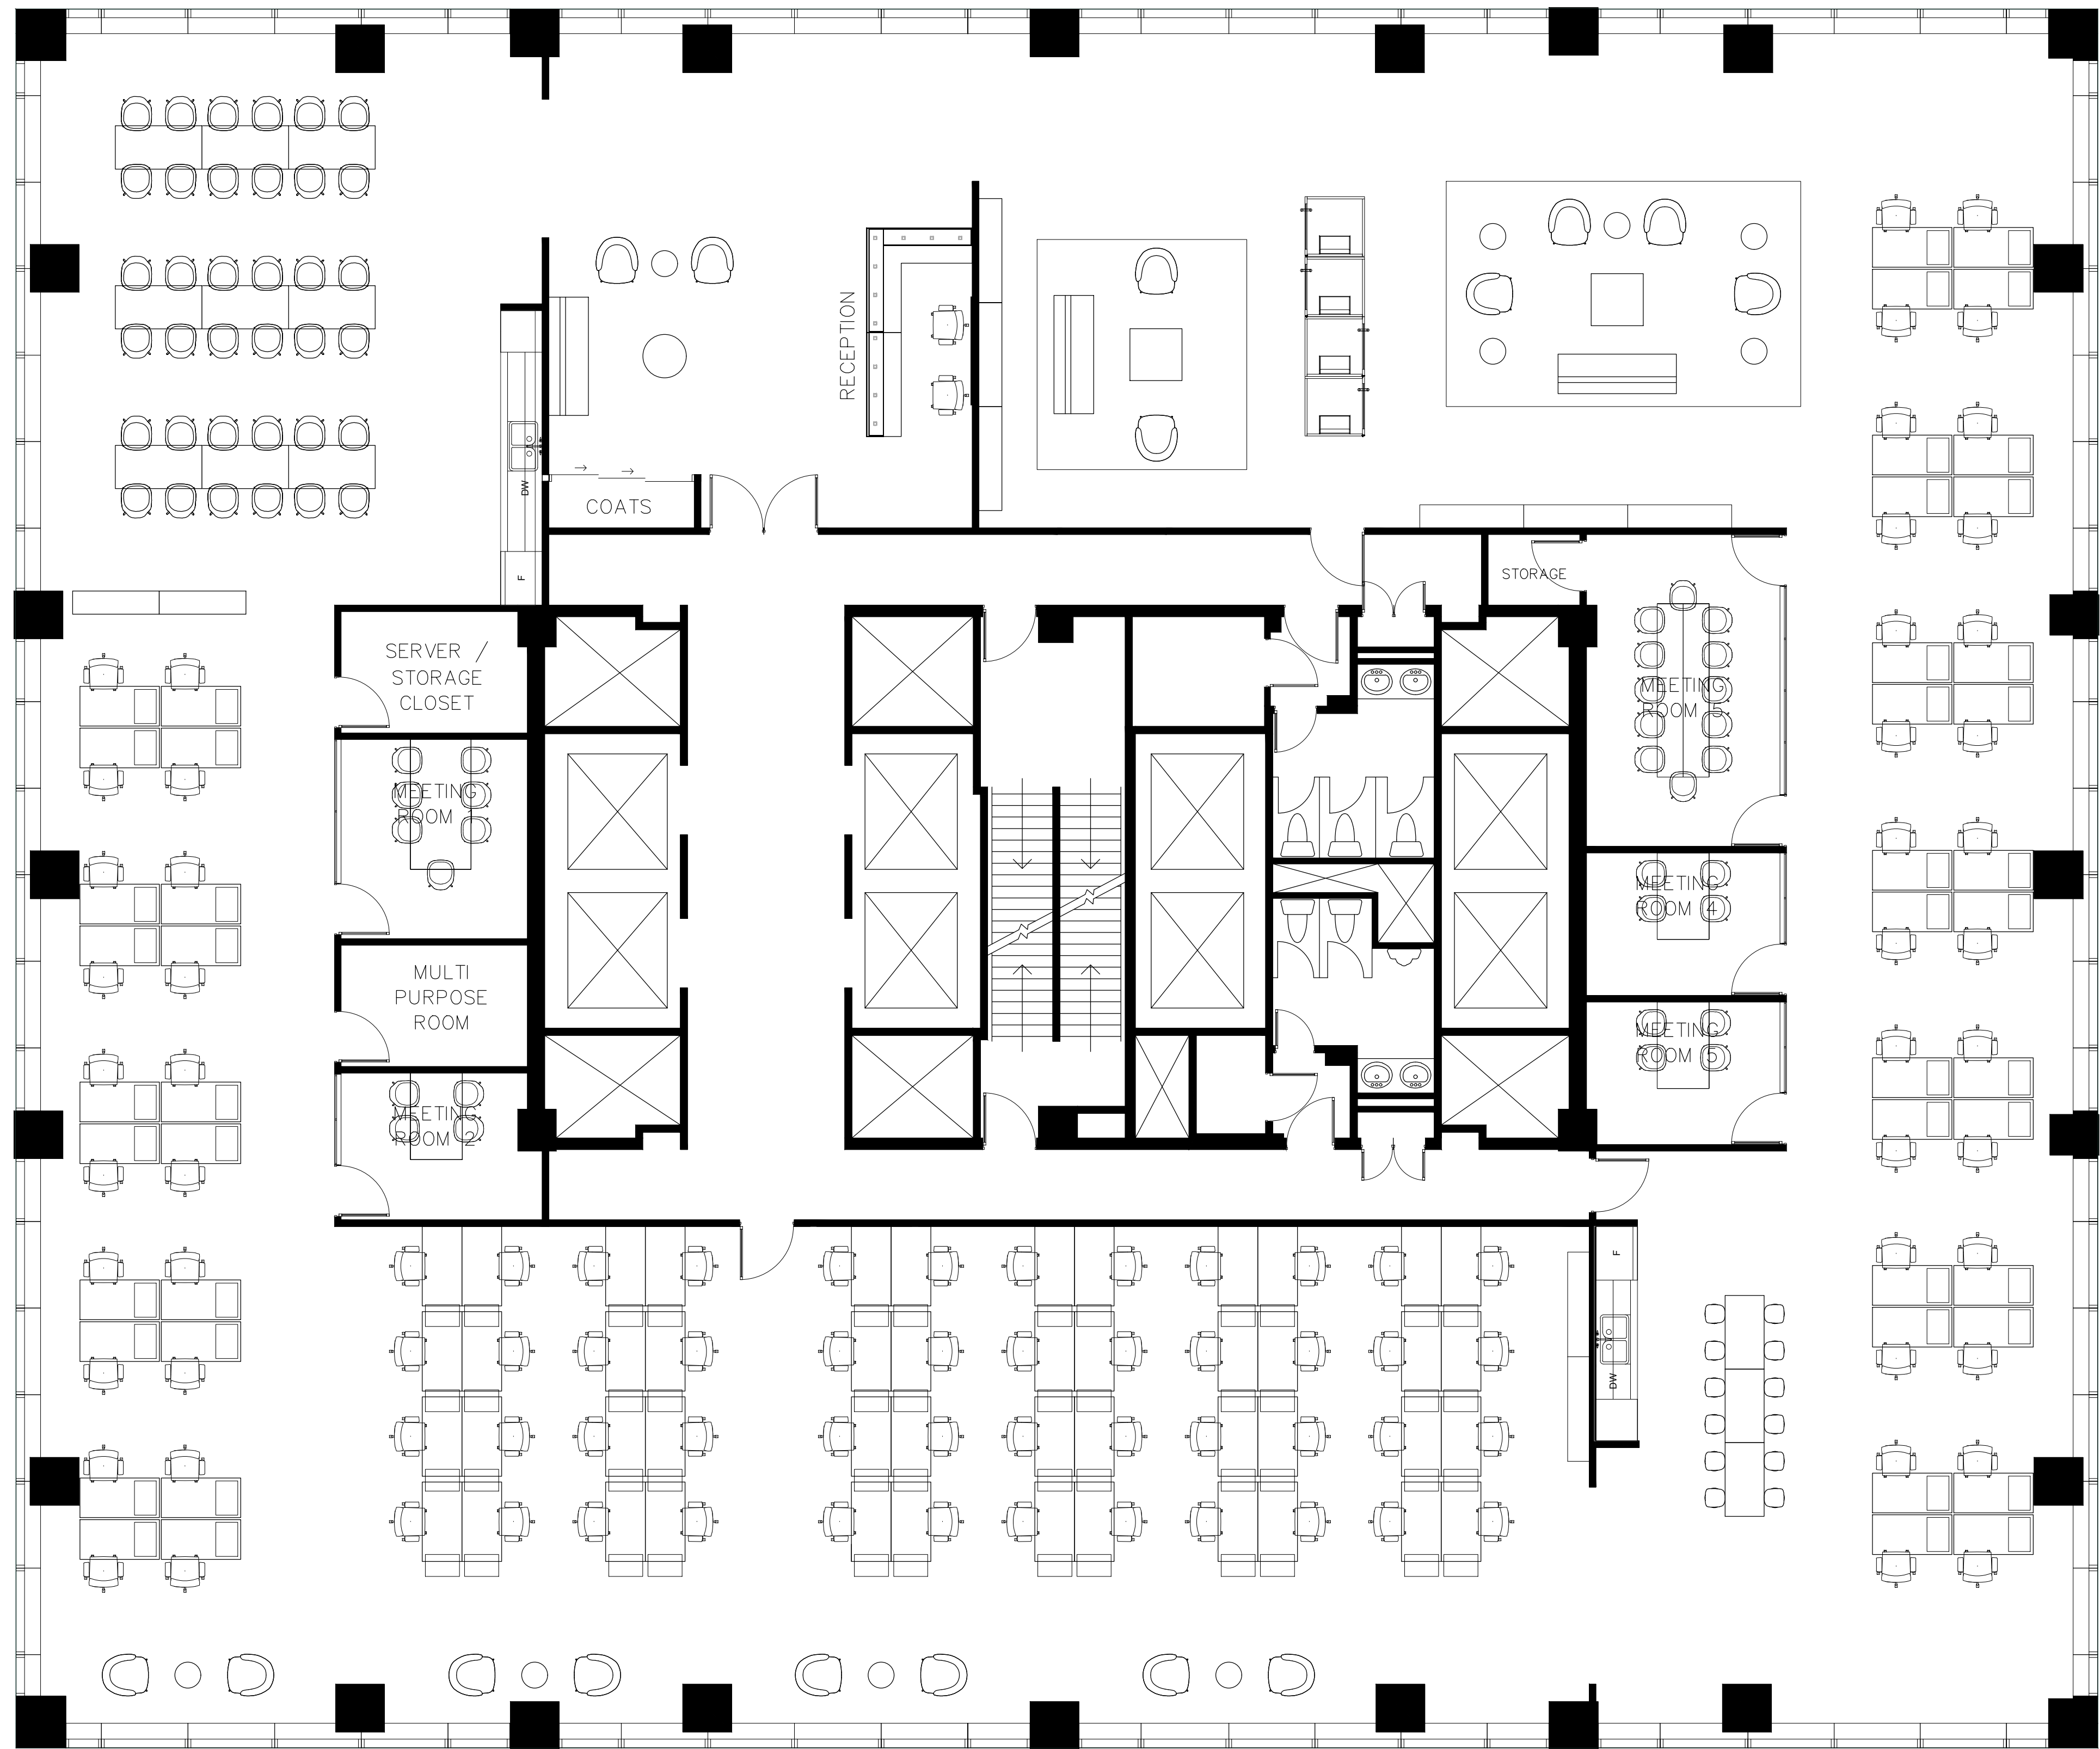 RECEPTION
DW
COATS
F
STORAGE
SERVER /
STORAGE
CLOSET
MEETING
ROOM 5
MEETING
ROOM 1
MEETING
ROOM 4
MULTI
PURPOSE
ROOM
MEETING
ROOM 5
MEETING
ROOM 2
F
DW